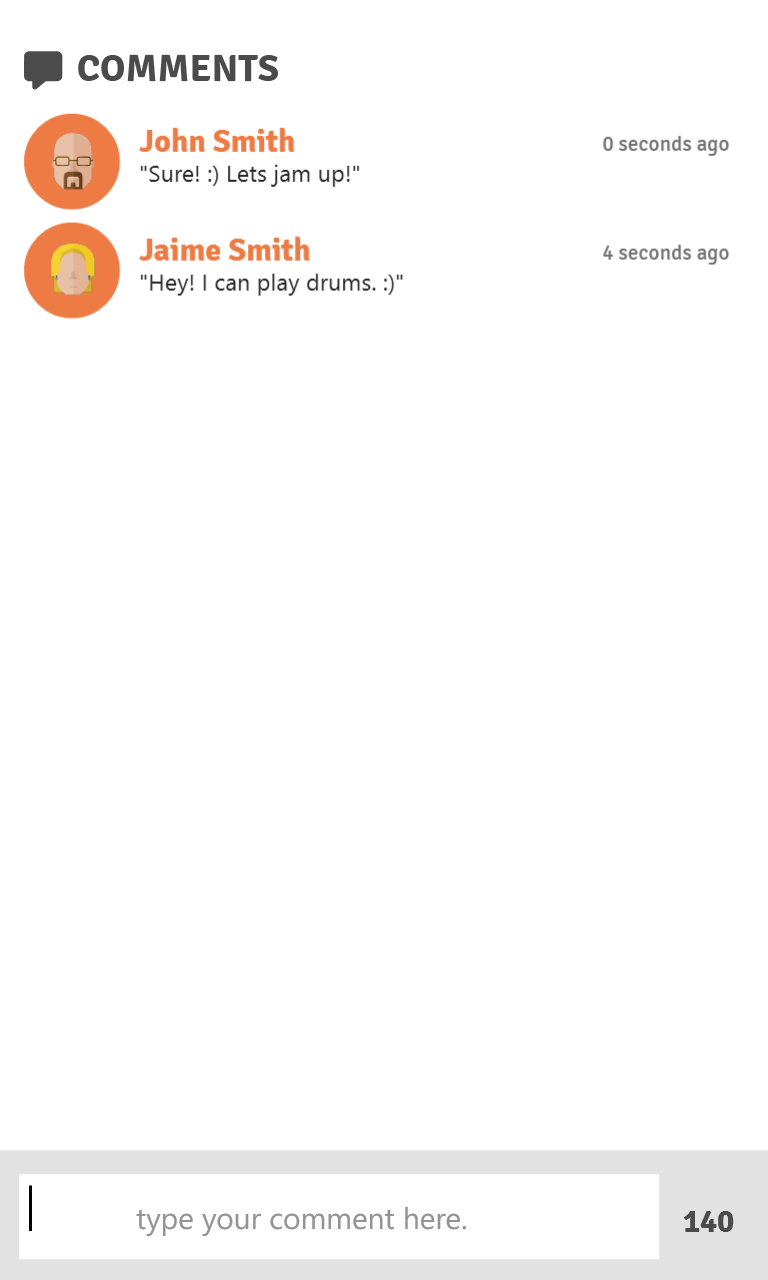 COMMENTS
John Smith
0 seconds ago
"Sure! :) Lets jam up!"
Jaime Smith
4 seconds ago
"Hey! I can play drums. :)"
type your comment here.
140